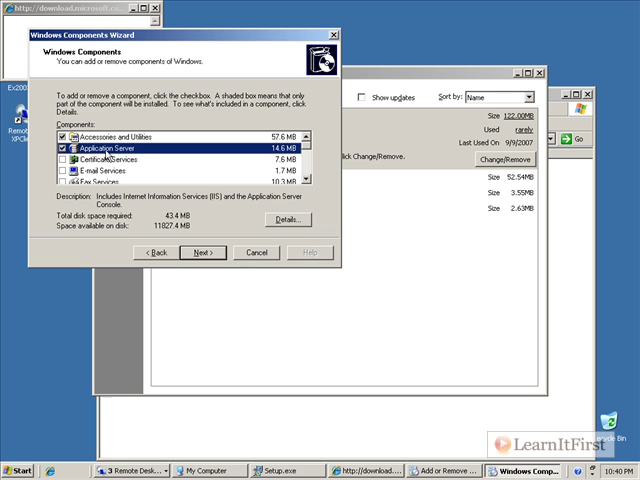 http://download.microsoft.c...
Windows Components Wizard
Windows Components
You can add or remove components of Windows.
To add or remove a component, click the checkbox. A shaded box means that only
part of the component will be installed. To see what's included in a component, click
Details.
Components:
Accessories and Utilities 57.6 MB
Application Server 14.6 MB
Certificate Services 7.6 MB
E-mail Services 1.7 MB
Fax Services 10.3 MB
Description: Includes Internet Information Services (IIS) and the Application Server
Console.
Total disk space required: 43.4 MB
Space available on disk: 11827.4 MB
Details...
< Back
Next >
Cancel
Help
Show updates
Sort by:
Name
Size 122.00MB
Used rarely
Last Used On 9/9/2007
lick Change/Remove.
Change/Remove
Size 52.54MB
Size 3.55MB
Size 2.63MB
Go
Ex200
Remot
XPCli
ecycle Bin
LearnItFirst
Start
3 Remote Desk...
My Computer
Setup.exe
http://download....
Add or Remove ...
Windows Comp...
10:40 PM